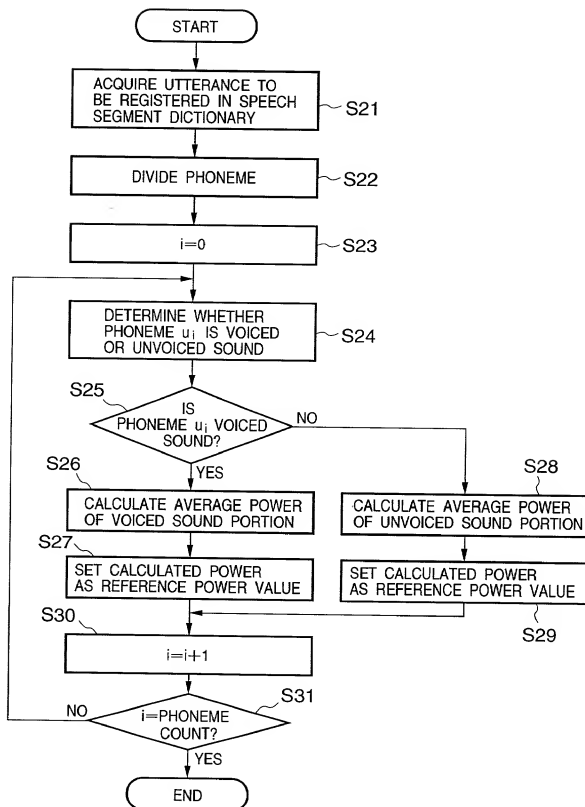 START
ACQUIRE UTTERANCE TO
BE REGISTERED IN SPEECH
SEGMENT DICTIONARY
S21
DIVIDE PHONEME
S22
i=0
S23
DETERMINE WHETHER
PHONEME ui IS VOICED
OR UNVOICED SOUND
S24
S25
IS
PHONEME ui VOICED
SOUND?
NO
YES
S26
CALCULATE AVERAGE POWER
OF VOICED SOUND PORTION
S27
SET CALCULATED POWER
AS REFERENCE POWER VALUE
S28
CALCULATE AVERAGE POWER
OF UNVOICED SOUND PORTION
SET CALCULATED POWER
AS REFERENCE POWER VALUE
S29
S30
i=i+1
S31
i=PHONEME
COUNT?
NO
YES
END